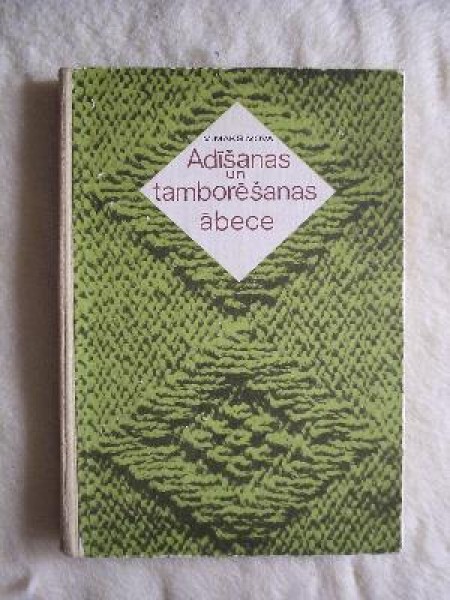 M. MAKSIMOVA
Adīšanas
un
tamborēšanas
ābece